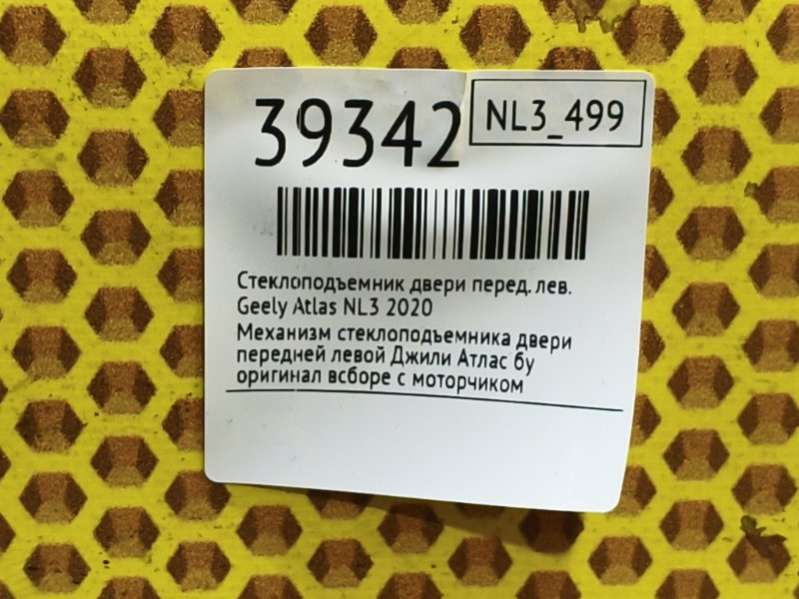 39342
NL3_499
Стеклоподъемник двери перед. лев.
Geely Atlas NL3 2020
Механизм стеклоподъемника двери
передней левой Джили Атлас бу
оригинал всборе с моторчиком